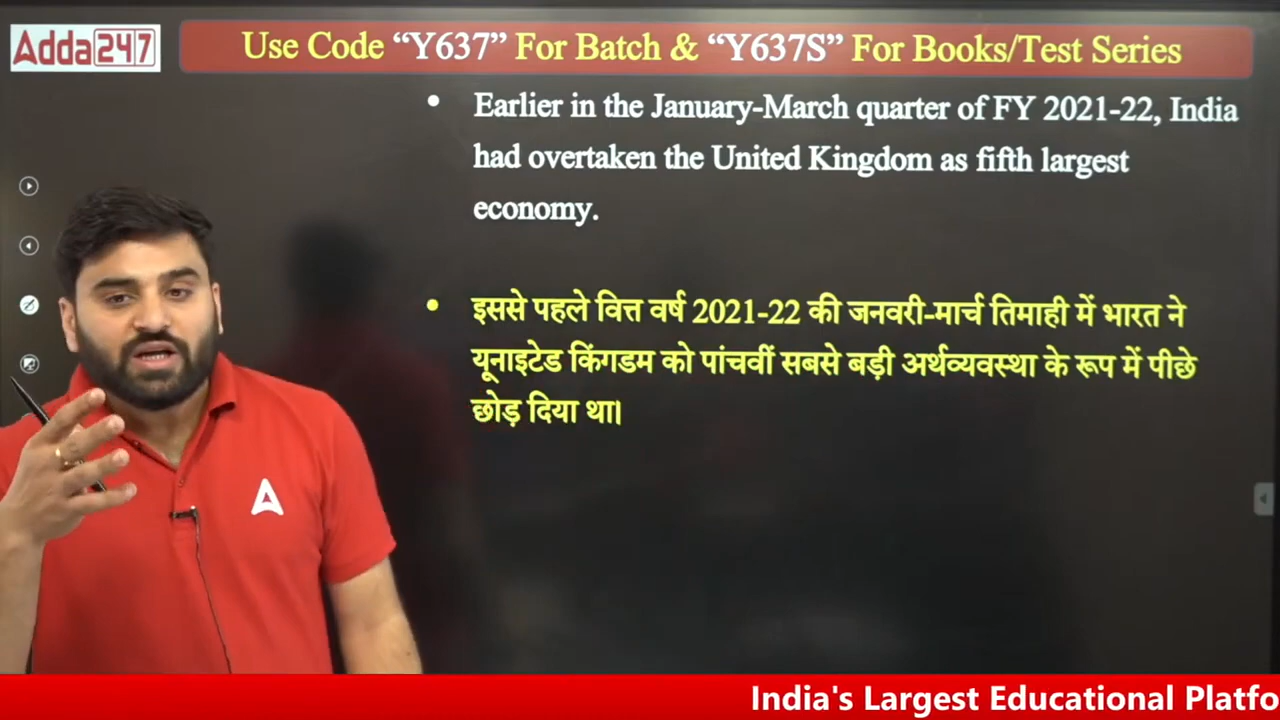 Adda247
Use Code “Y637” For Batch & “Y637S” For Books/Test Series
• Earlier in the January-March quarter of FY 2021-22, India
had overtaken the United Kingdom as fifth largest
economy.
• इससे पहले वित्त वर्ष 2021-22 की जनवरी-मार्च तिमाही में भारत ने
यूनाइटेड किंगडम को पांचवीं सबसे बड़ी अर्थव्यवस्था के रूप में पीछे
छोड़ दिया था।
India's Largest Educational Platfo